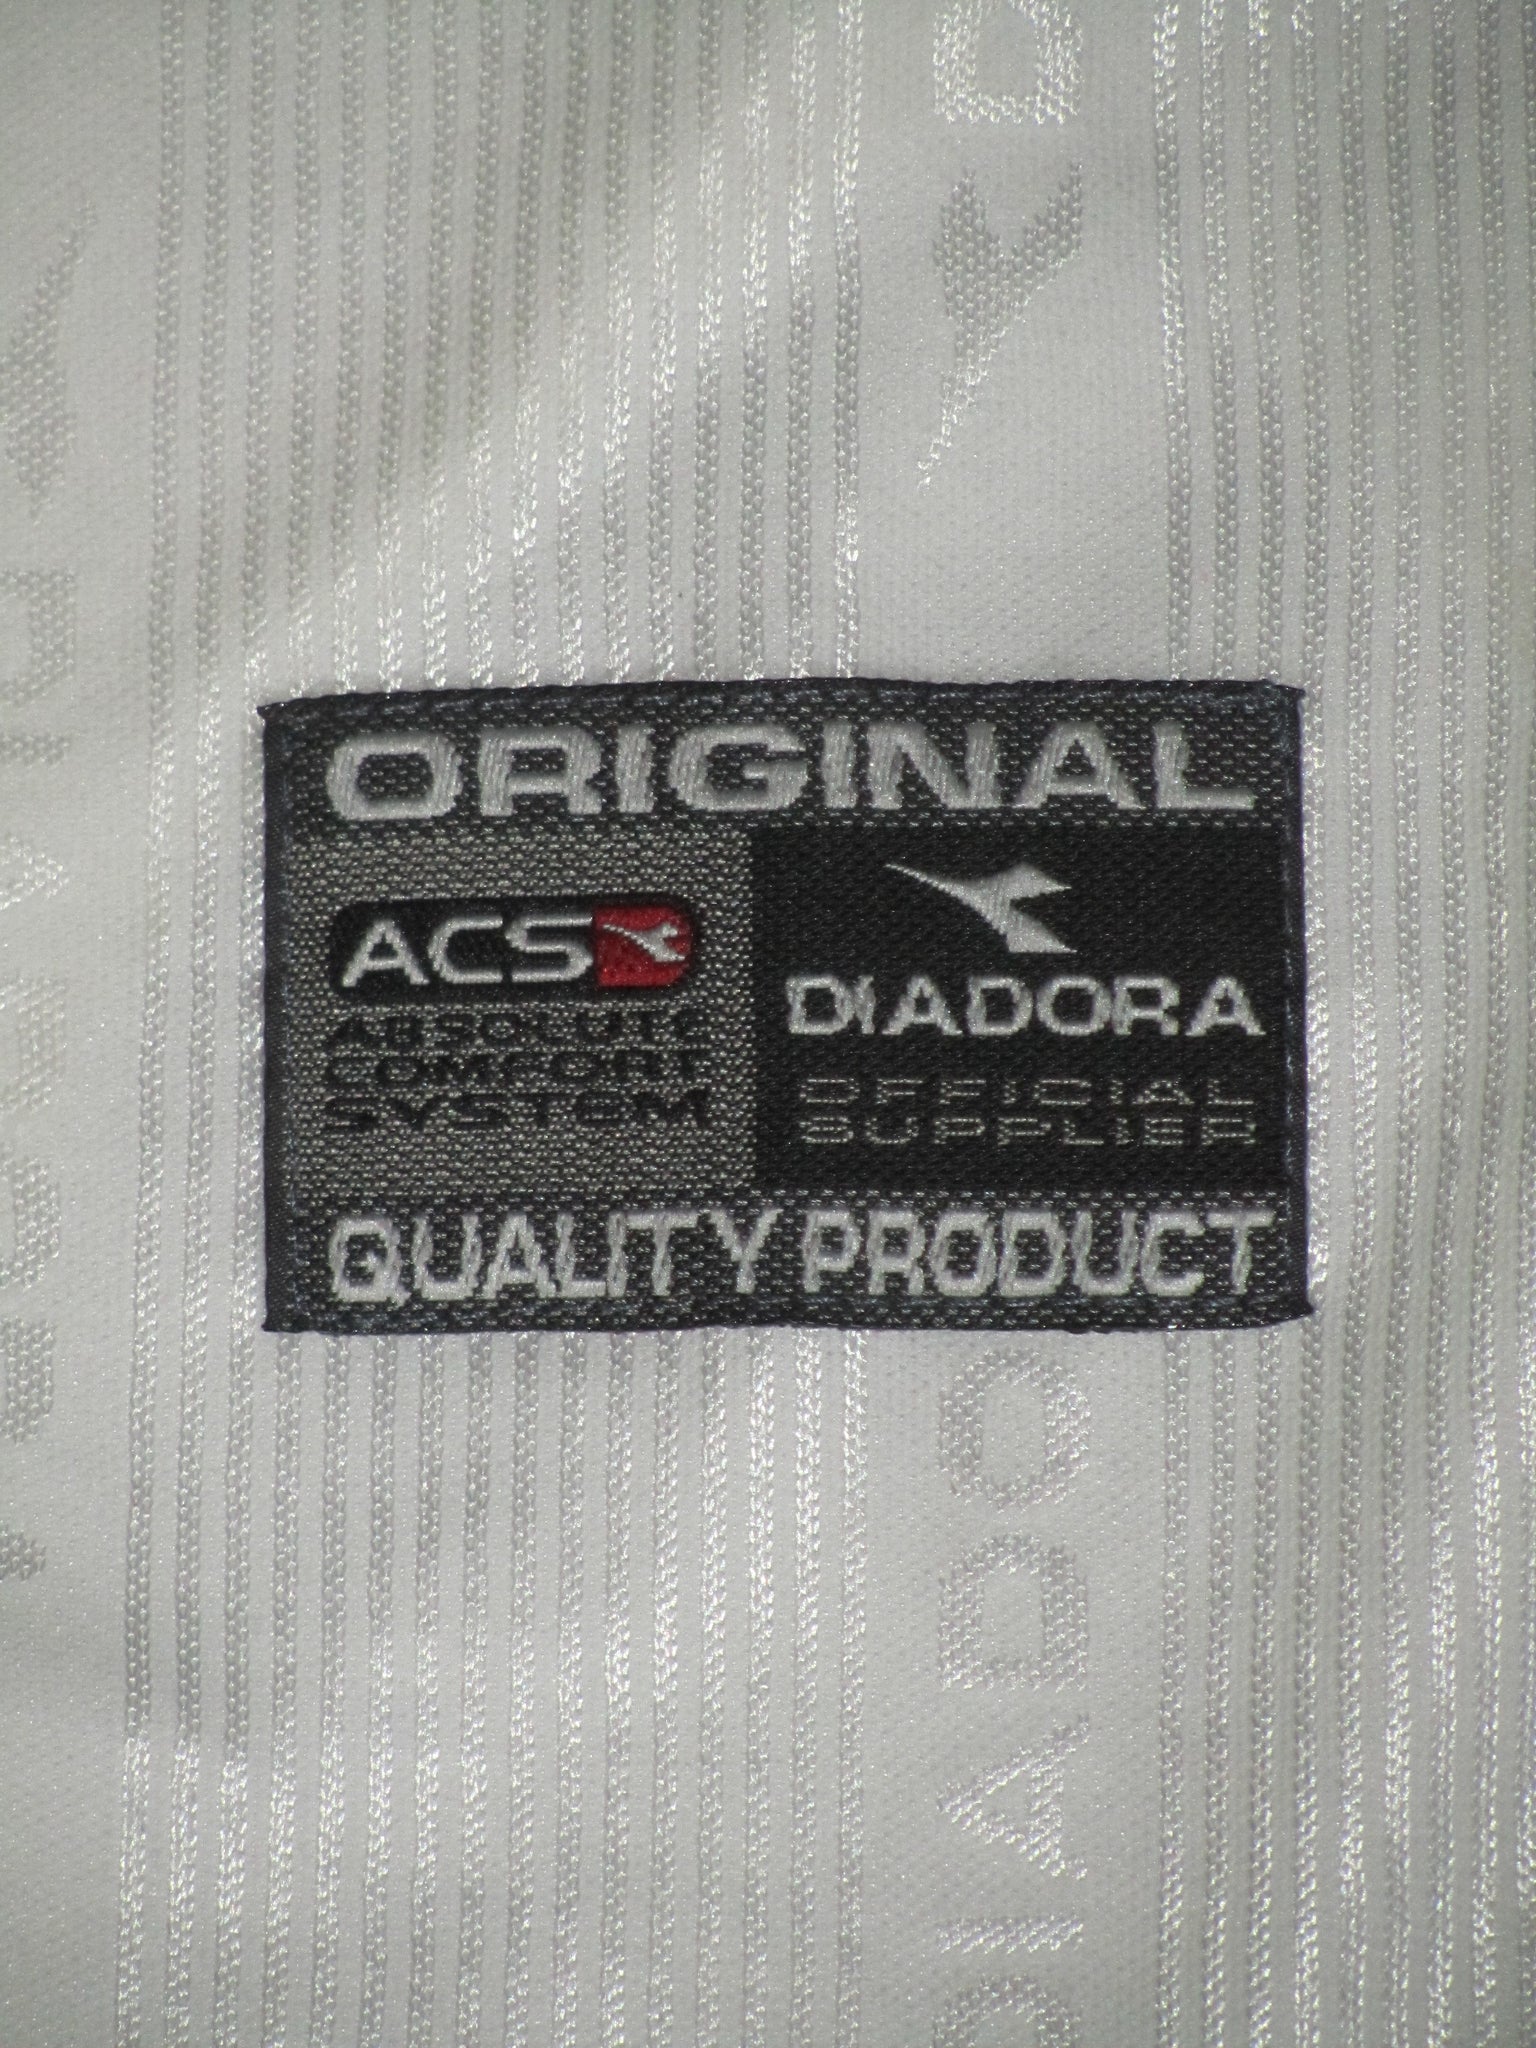 ORIGINAL
ACS
ABSOLUTE
COMFORT
SYSTEM
DIADORA
OFFICIAL
SUPPLIER
QUALITY PRODUCT